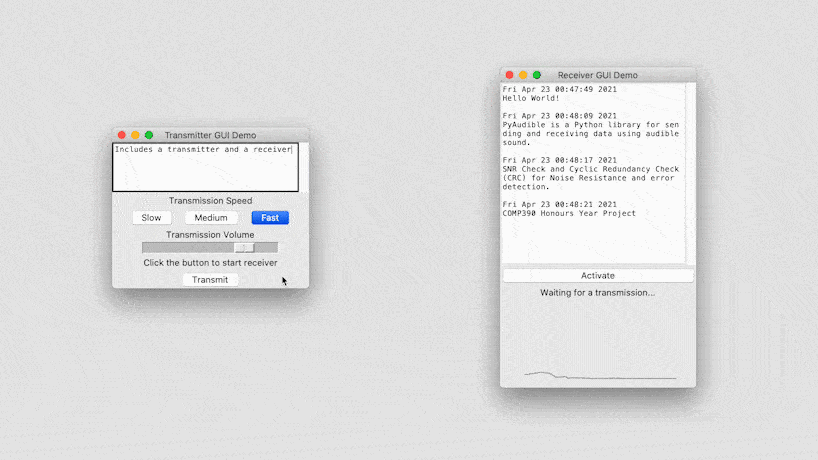 Transmitter GUI Demo
Includes a transmitter and a receiver
Transmission Speed
Slow Medium Fast
Transmission Volume
Click the button to start receiver
Transmit
Receiver GUI Demo
Fri Apr 23 00:47:49 2021
Hello World!
Fri Apr 23 00:48:09 2021
PyAudible is a Python library for sen
ding and receiving data using audible
sound.
Fri Apr 23 00:48:17 2021
SNR Check and Cyclic Redundancy Check
(CRC) for Noise Resistance and error
detection.
Fri Apr 23 00:48:21 2021
COMP390 Honours Year Project
Activate
Waiting for a transmission...